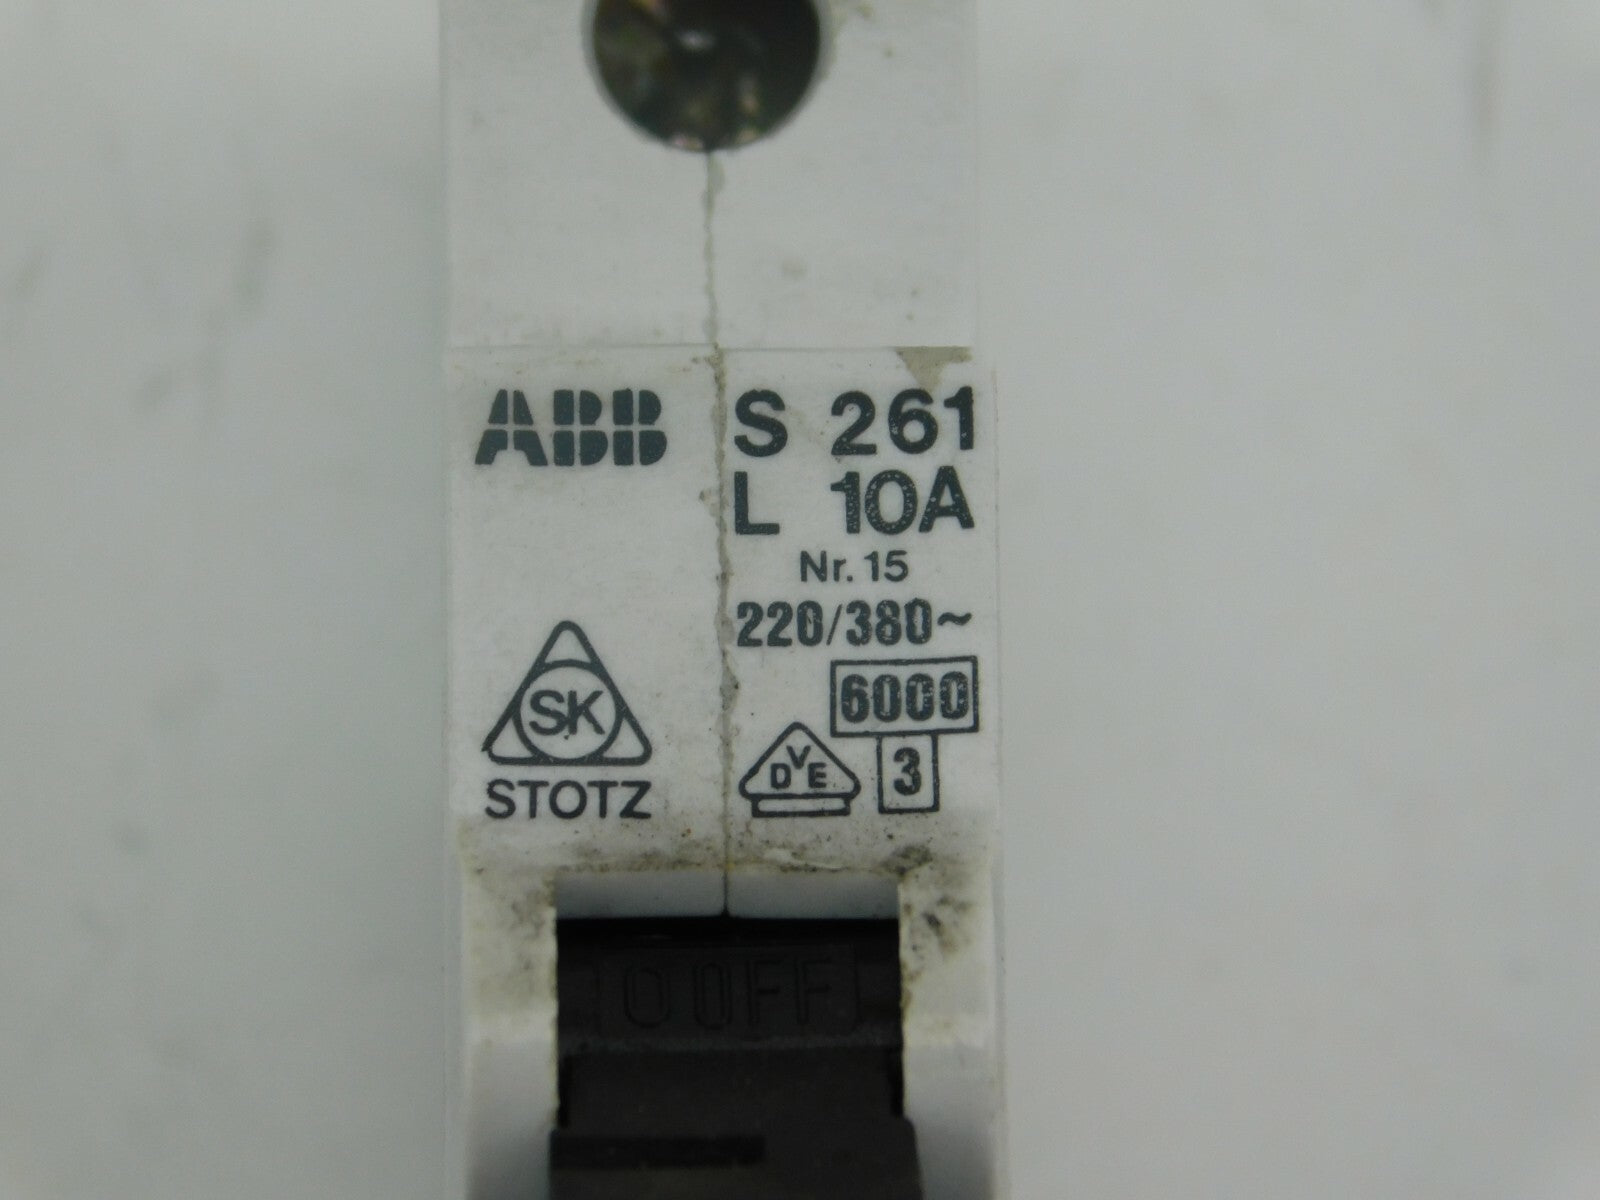 ABB
S 261
L 10A
Nr. 15
220/380~
6000
3
SK
STOTZ
DVE
O OFF